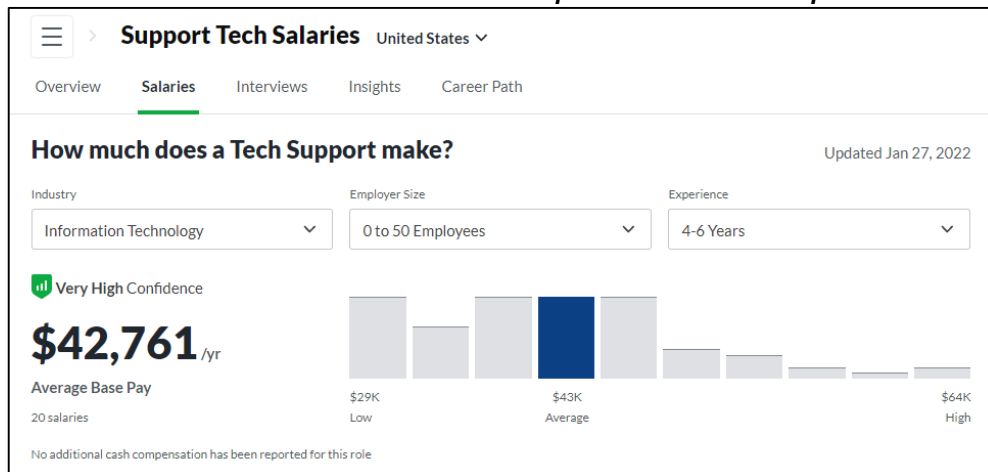 Support Tech Salaries United States
Overview Salaries Interviews Insights Career Path
How much does a Tech Support make? Updated Jan 27, 2022
Industry Employer Size Experience
Information Technology 0 to 50 Employees 4-6 Years
Very High Confidence
$42,761 /yr
Average Base Pay
$29K $43K $64K
20 salaries Low Average High
No additional cash compensation has been reported for this role